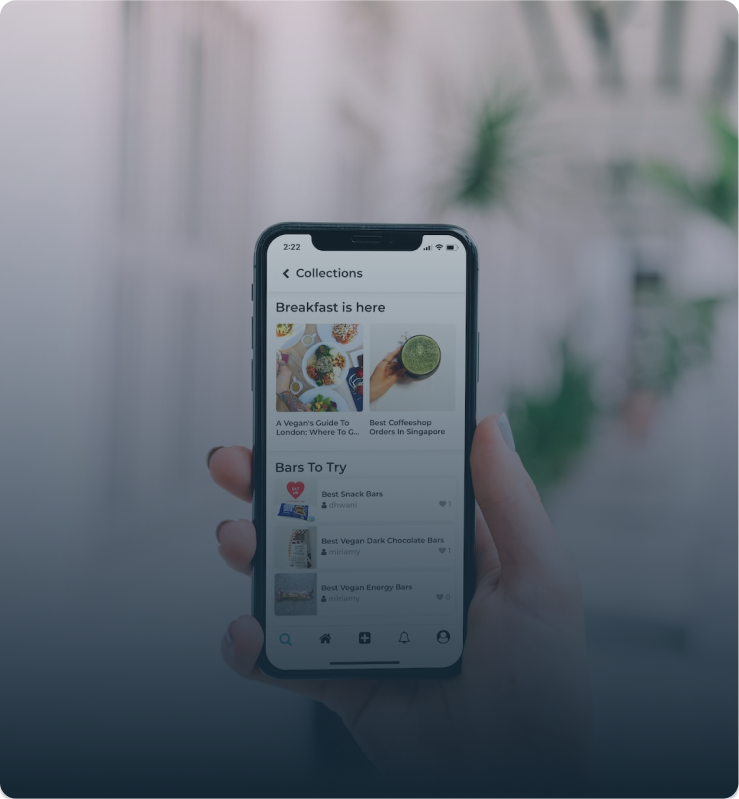 2:22
Collections
Breakfast is here
A Vegan's Guide To
London: Where To G...
Best Coffeeshop
Orders In Singapore
Bars To Try
Best Snack Bars
dhwani
1
Best Vegan Dark Chocolate Bars
miriamy
1
Best Vegan Energy Bars
miriamy
0